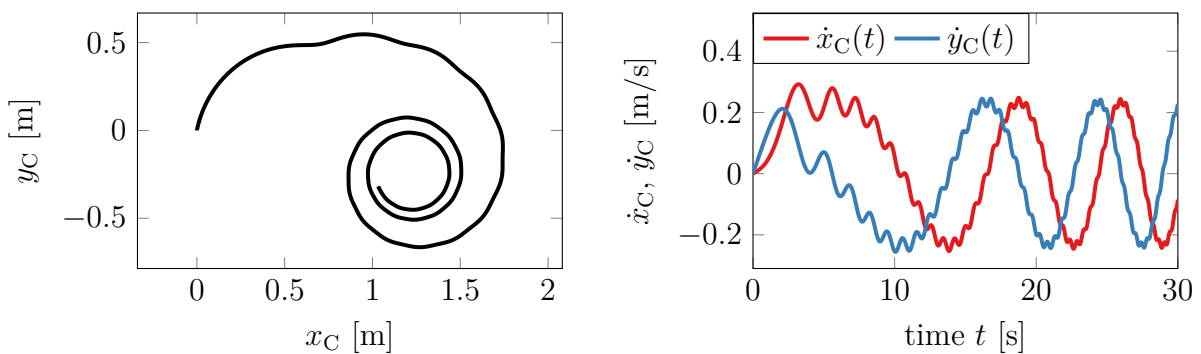 0.5
0
−0.5
y_C [m]
0 0.5 1 1.5 2
x_C [m]
ẋ_C(t) ẏ_C(t)
0.4
0.2
0
−0.2
ẋ_C, ẏ_C [m/s]
0 10 20 30
time t [s]